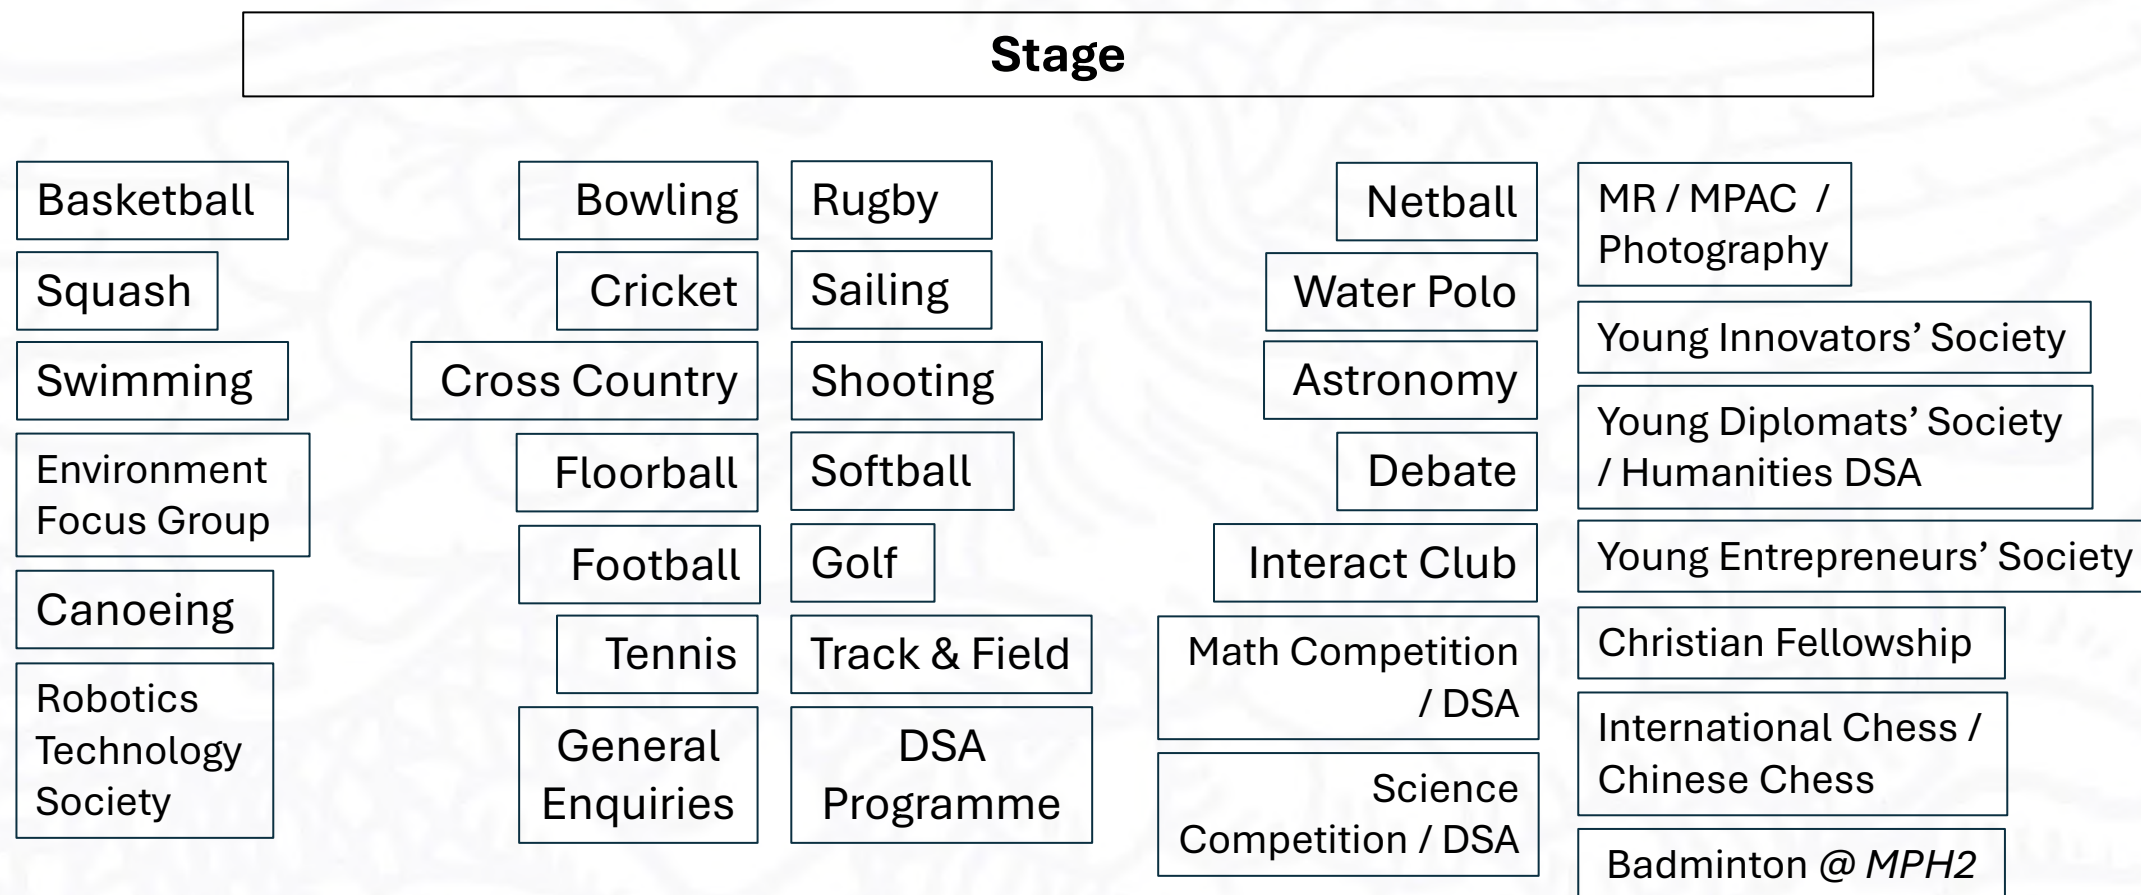 Stage
Basketball
Squash
Swimming
Environment
Focus Group
Canoeing
Robotics
Technology
Society
Bowling
Cricket
Cross Country
Floorball
Football
Tennis
General
Enquiries
Rugby
Sailing
Shooting
Softball
Golf
Track & Field
DSA
Programme
Netball
Water Polo
Astronomy
Debate
Interact Club
Math Competition
/ DSA
Science
Competition / DSA
MR / MPAC /
Photography
Young Innovators’ Society
Young Diplomats’ Society
/ Humanities DSA
Young Entrepreneurs’ Society
Christian Fellowship
International Chess /
Chinese Chess
Badminton @ MPH2